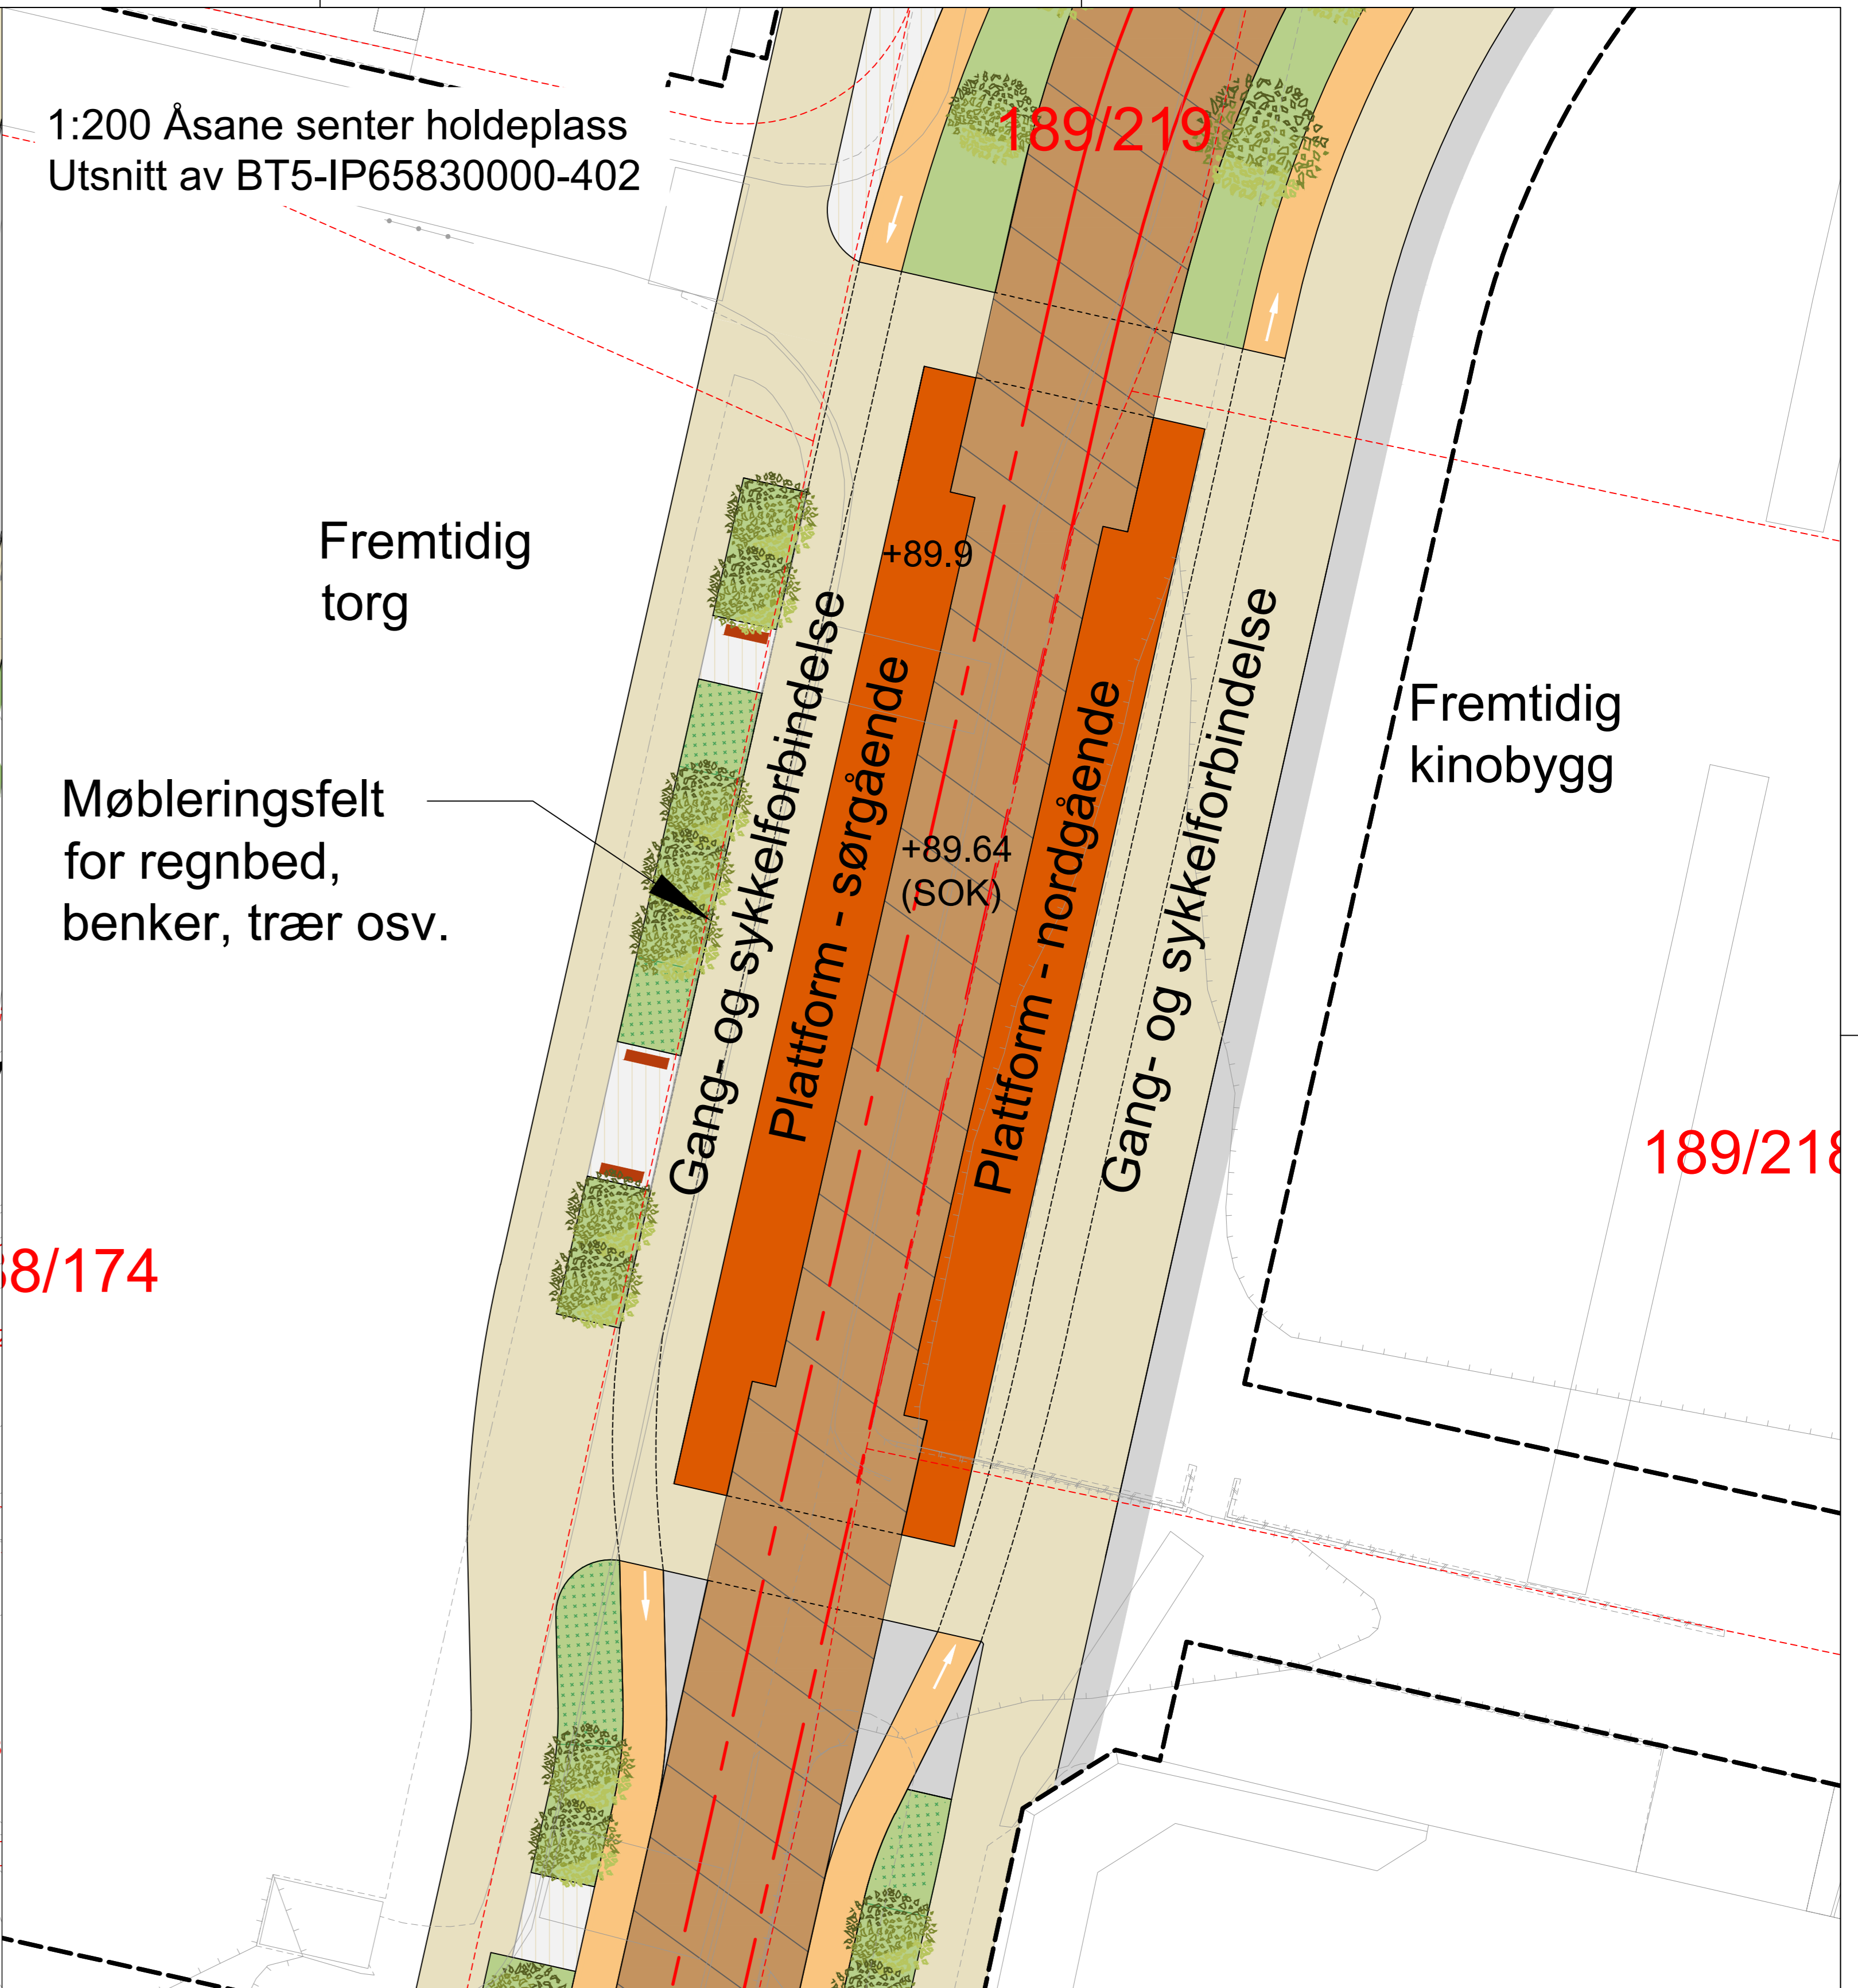 1:200 Åsane senter holdeplass
Utsnitt av BT5-IP65830000-402
189/219
Fremtidig
torg
+89.9
Gang- og sykkelforbindelse
Plattform - sørgående
+89.64
(SOK)
Plattform - nordgående
Gang- og sykkelforbindelse
Fremtidig
kinobygg
Møbleringsfelt
for regnbed,
benker, trær osv.
189/218
8/174